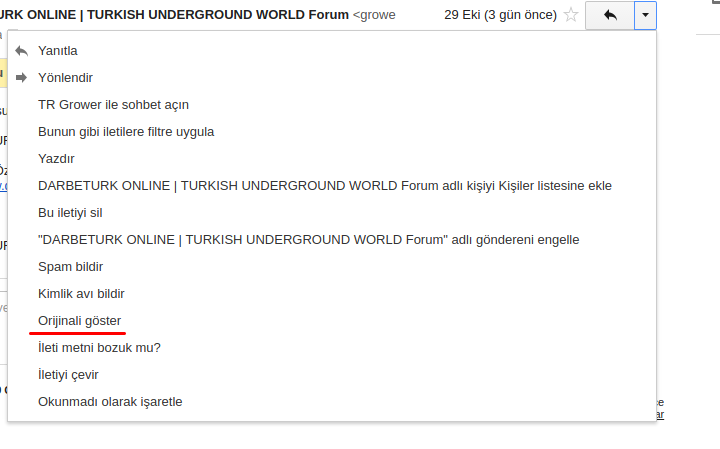 URK ONLINE | TURKISH UNDERGROUND WORLD Forum <growe 29 Eki (3 gün önce)
Yanıtla
Yönlendir
TR Grower ile sohbet açın
Bunun gibi iletilere filtre uygula
Yazdır
DARBETURK ONLINE | TURKISH UNDERGROUND WORLD Forum adlı kişiyi Kişiler listesine ekle
Bu iletiyi sil
"DARBETURK ONLINE | TURKISH UNDERGROUND WORLD Forum" adlı göndereni engelle
Spam bildir
Kimlik avı bildir
Orijinali göster
İleti metni bozuk mu?
İletiyi çevir
Okunmadı olarak işaretle